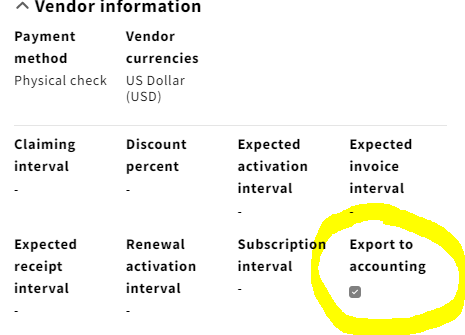 Vendor information
Payment method
Vendor currencies
Physical check
US Dollar (USD)
Claiming interval
Discount percent
Expected activation interval
Expected invoice interval
-
-
-
-
Expected receipt interval
Renewal activation interval
Subscription interval
Export to accounting
-
-
-